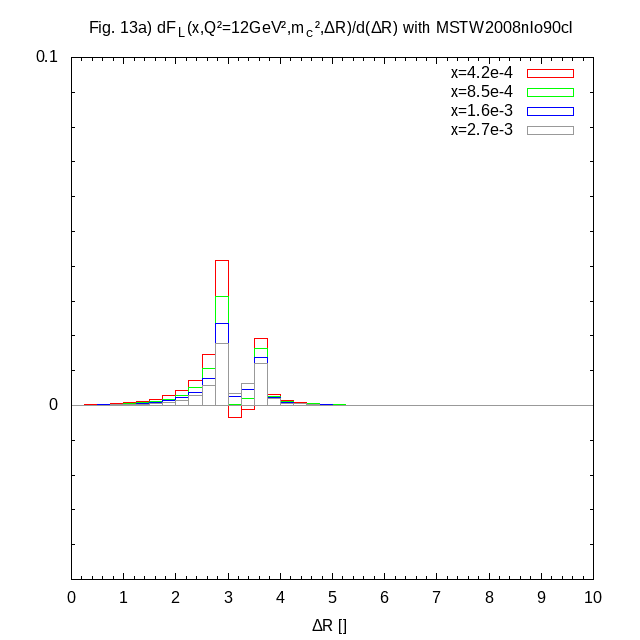 Fig. 13a) dF_L(x,Q²=12GeV²,m_c²,ΔR)/d(ΔR) with MSTW2008nlo90cl
0.1
x=4.2e-4
x=8.5e-4
x=1.6e-3
x=2.7e-3
0
0 1 2 3 4 5 6 7 8 9 10
ΔR []